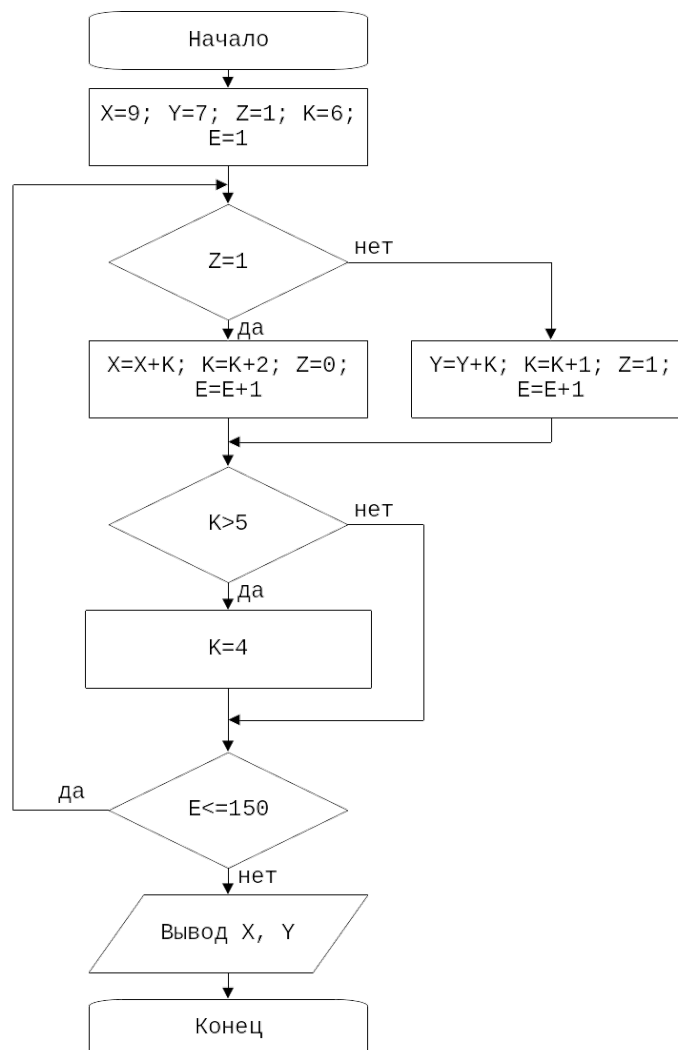 Начало
X=9; Y=7; Z=1; K=6;
E=1
Z=1
нет
да
X=X+K; K=K+2; Z=0;
E=E+1
Y=Y+K; K=K+1; Z=1;
E=E+1
K>5
нет
да
K=4
E<=150
да
нет
Вывод X, Y
Конец